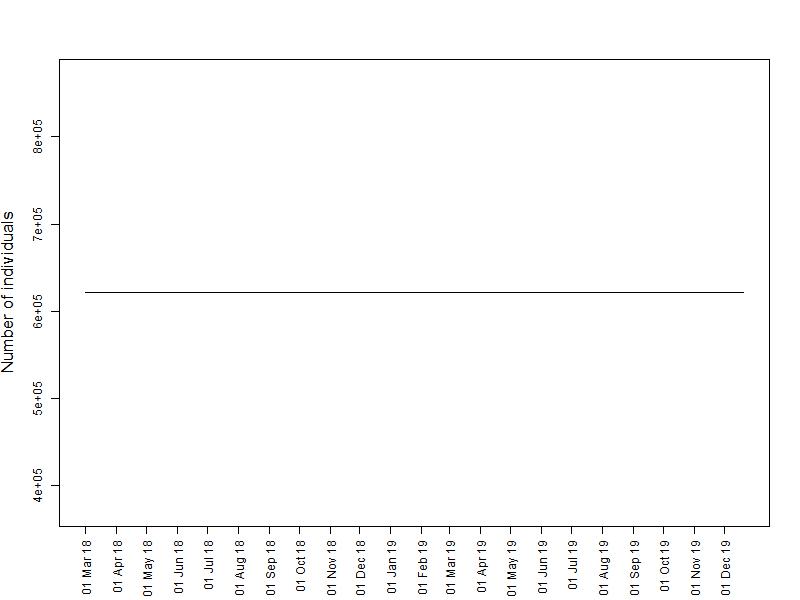 Number of individuals
8e+05
7e+05
6e+05
5e+05
4e+05
01 Mar 18
01 Apr 18
01 May 18
01 Jun 18
01 Jul 18
01 Aug 18
01 Sep 18
01 Oct 18
01 Nov 18
01 Dec 18
01 Jan 19
01 Feb 19
01 Mar 19
01 Apr 19
01 May 19
01 Jun 19
01 Jul 19
01 Aug 19
01 Sep 19
01 Oct 19
01 Nov 19
01 Dec 19